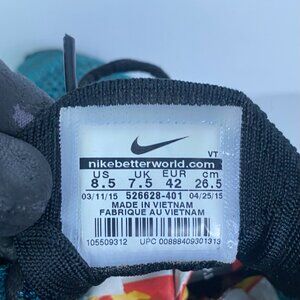 VT
nikebetterworld.com
US UK EUR cm
8.5 7.5 42 26.5
03/11/15 526628-401 04/25/15
MADE IN VIETNAM
FABRIQUE AU VIETNAM
105509312 UPC 00888409301313